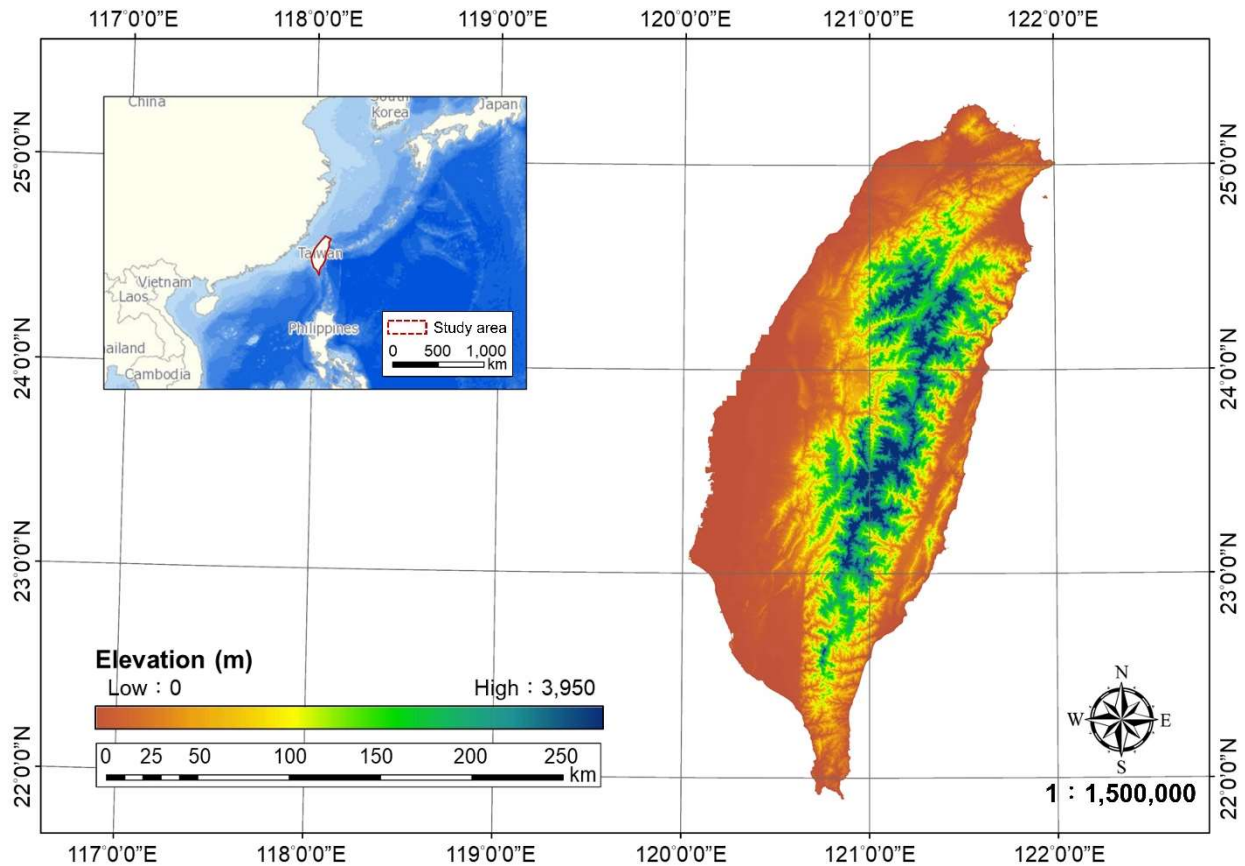 117°0'0"E 118°0'0"E 120°0'0"E 121°0'0"E 122°0'0"E
25°0'0"N
24°0'0"N
23°0'0"N
22°0'0"N
China
Korea
Japan
Taiwan
Vietnam
Laos
Philippines
ailand
Cambodia
Study area
0 500 1,000
km
25°0'0"N
24°0'0"N
23°0'0"N
22°0'0"N
Elevation (m)
Low : 0 High : 3,950
0 25 50 100 150 200 250
km
N
W E
S
1 : 1,500,000
117°0'0"E 118°0'0"E 119°0'0"E 120°0'0"E 121°0'0"E 122°0'0"E